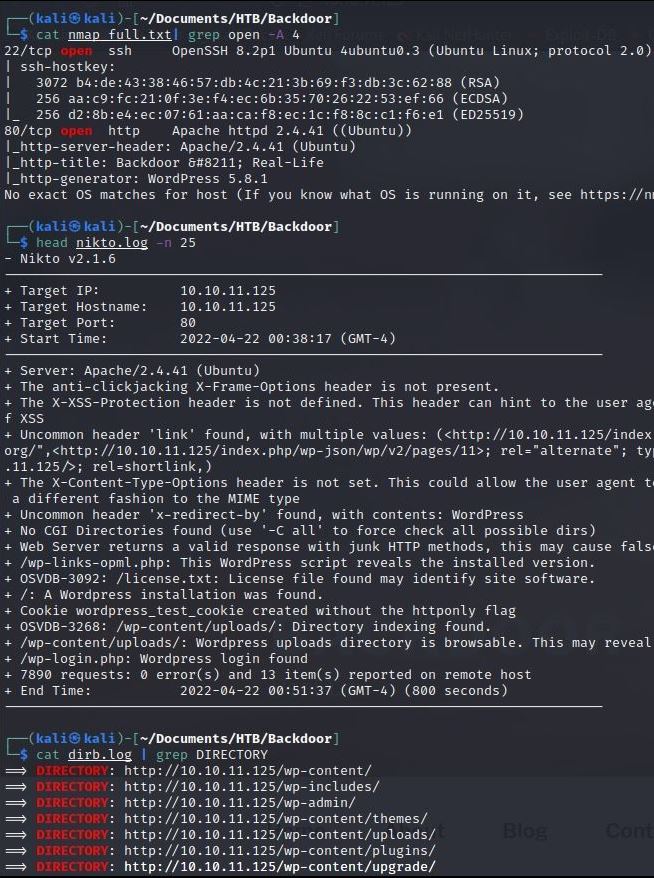 (kali㉿kali)-[~/Documents/HTB/Backdoor]
$ cat nmap_full.txt| grep open -A 4
22/tcp open  ssh     OpenSSH 8.2p1 Ubuntu 4ubuntu0.3 (Ubuntu Linux; protocol 2.0)
| ssh-hostkey:
|   3072 b4:de:43:38:46:57:db:4c:21:3b:69:f3:db:3c:62:88 (RSA)
|   256 aa:c9:fc:21:0f:3e:f4:ec:6b:35:70:26:22:53:ef:66 (ECDSA)
|_  256 d2:8b:e4:ec:07:61:aa:ca:f8:ec:1c:f8:8c:c1:f6:e1 (ED25519)
80/tcp open  http    Apache httpd 2.4.41 ((Ubuntu))
|_http-server-header: Apache/2.4.41 (Ubuntu)
|_http-title: Backdoor &#8211; Real-Life
|_http-generator: WordPress 5.8.1
No exact OS matches for host (If you know what OS is running on it, see https://n
(kali㉿kali)-[~/Documents/HTB/Backdoor]
$ head nikto.log -n 25
- Nikto v2.1.6
+ Target IP:          10.10.11.125
+ Target Hostname:    10.10.11.125
+ Target Port:        80
+ Start Time:         2022-04-22 00:38:17 (GMT-4)
+ Server: Apache/2.4.41 (Ubuntu)
+ The anti-clickjacking X-Frame-Options header is not present.
+ The X-XSS-Protection header is not defined. This header can hint to the user age
f XSS
+ Uncommon header 'link' found, with multiple values: (<http://10.10.11.125/index
org/",<http://10.10.11.125/index.php/wp-json/wp/v2/pages/11>; rel="alternate"; typ
.11.125/>; rel=shortlink,)
+ The X-Content-Type-Options header is not set. This could allow the user agent t
a different fashion to the MIME type
+ Uncommon header 'x-redirect-by' found, with contents: WordPress
+ No CGI Directories found (use '-C all' to force check all possible dirs)
+ Web Server returns a valid response with junk HTTP methods, this may cause false
+ /wp-links-opml.php: This WordPress script reveals the installed version.
+ OSVDB-3092: /license.txt: License file found may identify site software.
+ /: A Wordpress installation was found.
+ Cookie wordpress_test_cookie created without the httponly flag
+ OSVDB-3268: /wp-content/uploads/: Directory indexing found.
+ /wp-content/uploads/: Wordpress uploads directory is browsable. This may reveal
+ /wp-login.php: Wordpress login found
+ 7890 requests: 0 error(s) and 13 item(s) reported on remote host
+ End Time:           2022-04-22 00:51:37 (GMT-4) (800 seconds)
(kali㉿kali)-[~/Documents/HTB/Backdoor]
$ cat dirb.log | grep DIRECTORY
==> DIRECTORY: http://10.10.11.125/wp-content/
==> DIRECTORY: http://10.10.11.125/wp-includes/
==> DIRECTORY: http://10.10.11.125/wp-admin/
==> DIRECTORY: http://10.10.11.125/wp-content/themes/
==> DIRECTORY: http://10.10.11.125/wp-content/uploads/
==> DIRECTORY: http://10.10.11.125/wp-content/plugins/
==> DIRECTORY: http://10.10.11.125/wp-content/upgrade/
Blog